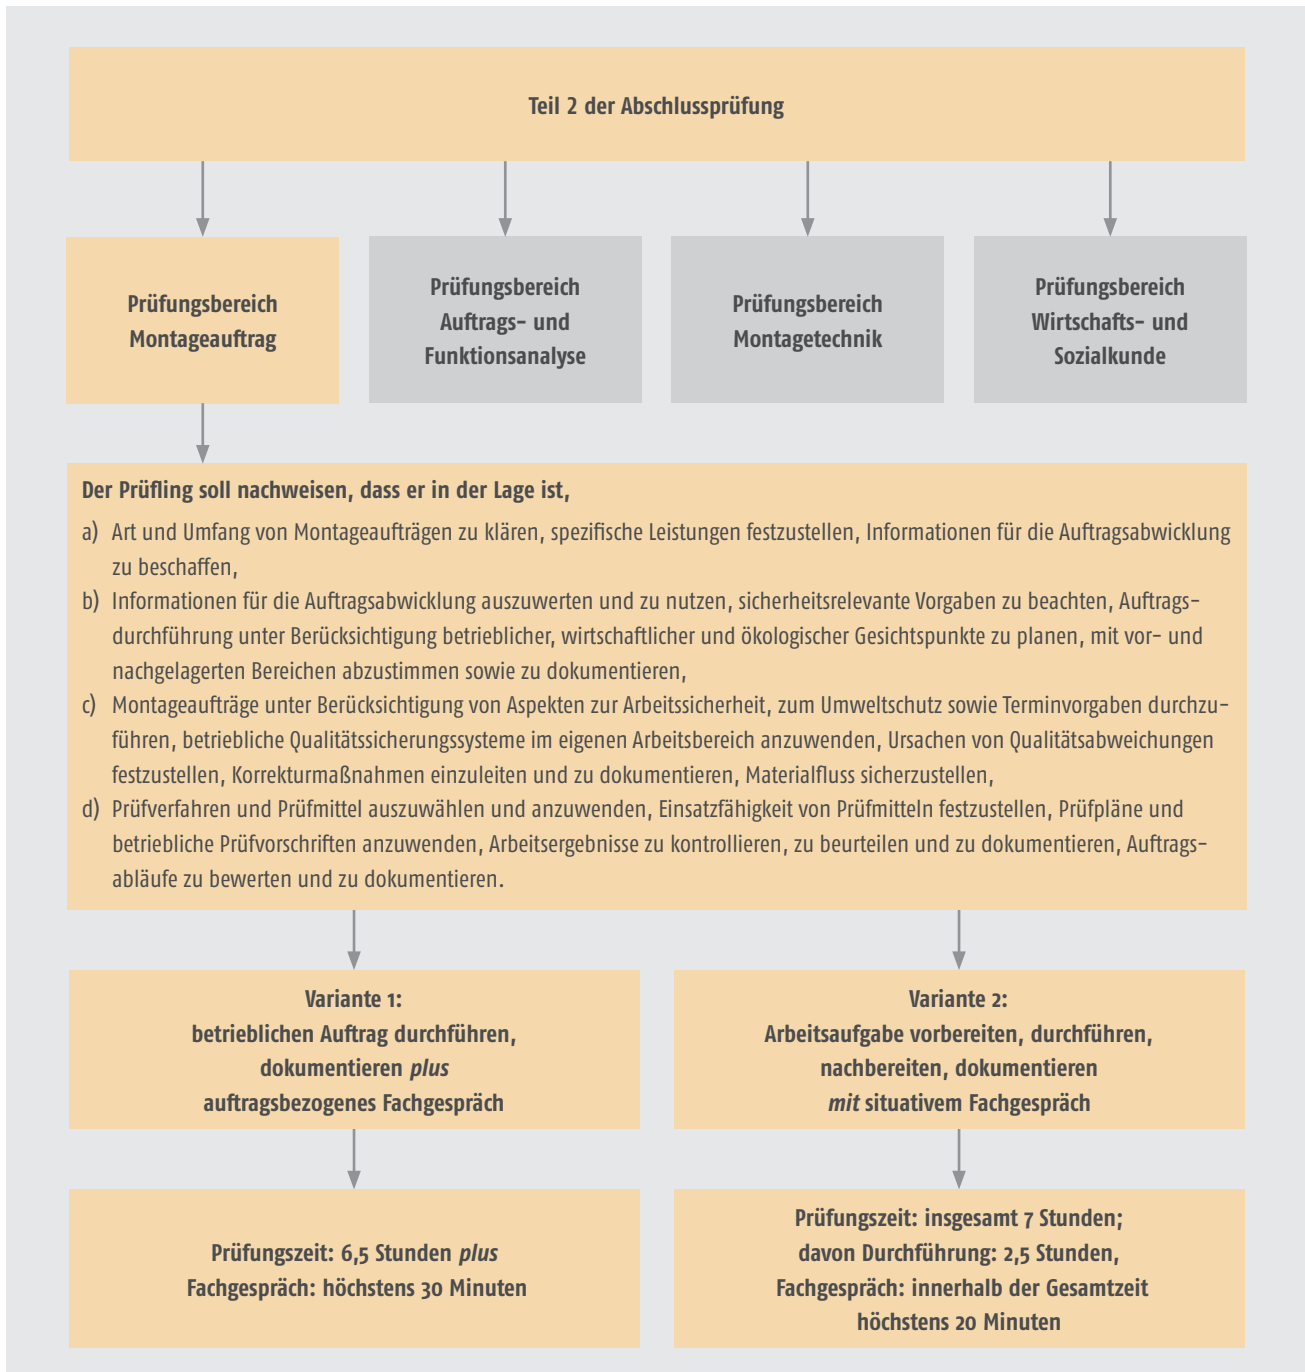 Teil 2 der Abschlussprüfung
Prüfungsbereich
Montageauftrag
Prüfungsbereich
Auftrags- und
Funktionsanalyse
Prüfungsbereich
Montagetechnik
Prüfungsbereich
Wirtschafts- und
Sozialkunde
Der Prüfling soll nachweisen, dass er in der Lage ist,
a) Art und Umfang von Montageaufträgen zu klären, spezifische Leistungen festzustellen, Informationen für die Auftragsabwicklung
zu beschaffen,
b) Informationen für die Auftragsabwicklung auszuwerten und zu nutzen, sicherheitsrelevante Vorgaben zu beachten, Auftrags-
durchführung unter Berücksichtigung betrieblicher, wirtschaftlicher und ökologischer Gesichtspunkte zu planen, mit vor- und
nachgelagerten Bereichen abzustimmen sowie zu dokumentieren,
c) Montageaufträge unter Berücksichtigung von Aspekten zur Arbeitssicherheit, zum Umweltschutz sowie Terminvorgaben durchzu-
führen, betriebliche Qualitätssicherungssysteme im eigenen Arbeitsbereich anzuwenden, Ursachen von Qualitätsabweichungen
festzustellen, Korrekturmaßnahmen einzuleiten und zu dokumentieren, Materialfluss sicherzustellen,
d) Prüfverfahren und Prüfmittel auszuwählen und anzuwenden, Einsatzfähigkeit von Prüfmitteln festzustellen, Prüfpläne und
betriebliche Prüfvorschriften anzuwenden, Arbeitsergebnisse zu kontrollieren, zu beurteilen und zu dokumentieren, Auftrags-
abläufe zu bewerten und zu dokumentieren.
Variante 1:
betrieblichen Auftrag durchführen,
dokumentieren plus
auftragsbezogenes Fachgespräch
Variante 2:
Arbeitsaufgabe vorbereiten, durchführen,
nachbereiten, dokumentieren
mit situativem Fachgespräch
Prüfungszeit: 6,5 Stunden plus
Fachgespräch: höchstens 30 Minuten
Prüfungszeit: insgesamt 7 Stunden;
davon Durchführung: 2,5 Stunden,
Fachgespräch: innerhalb der Gesamtzeit
höchstens 20 Minuten